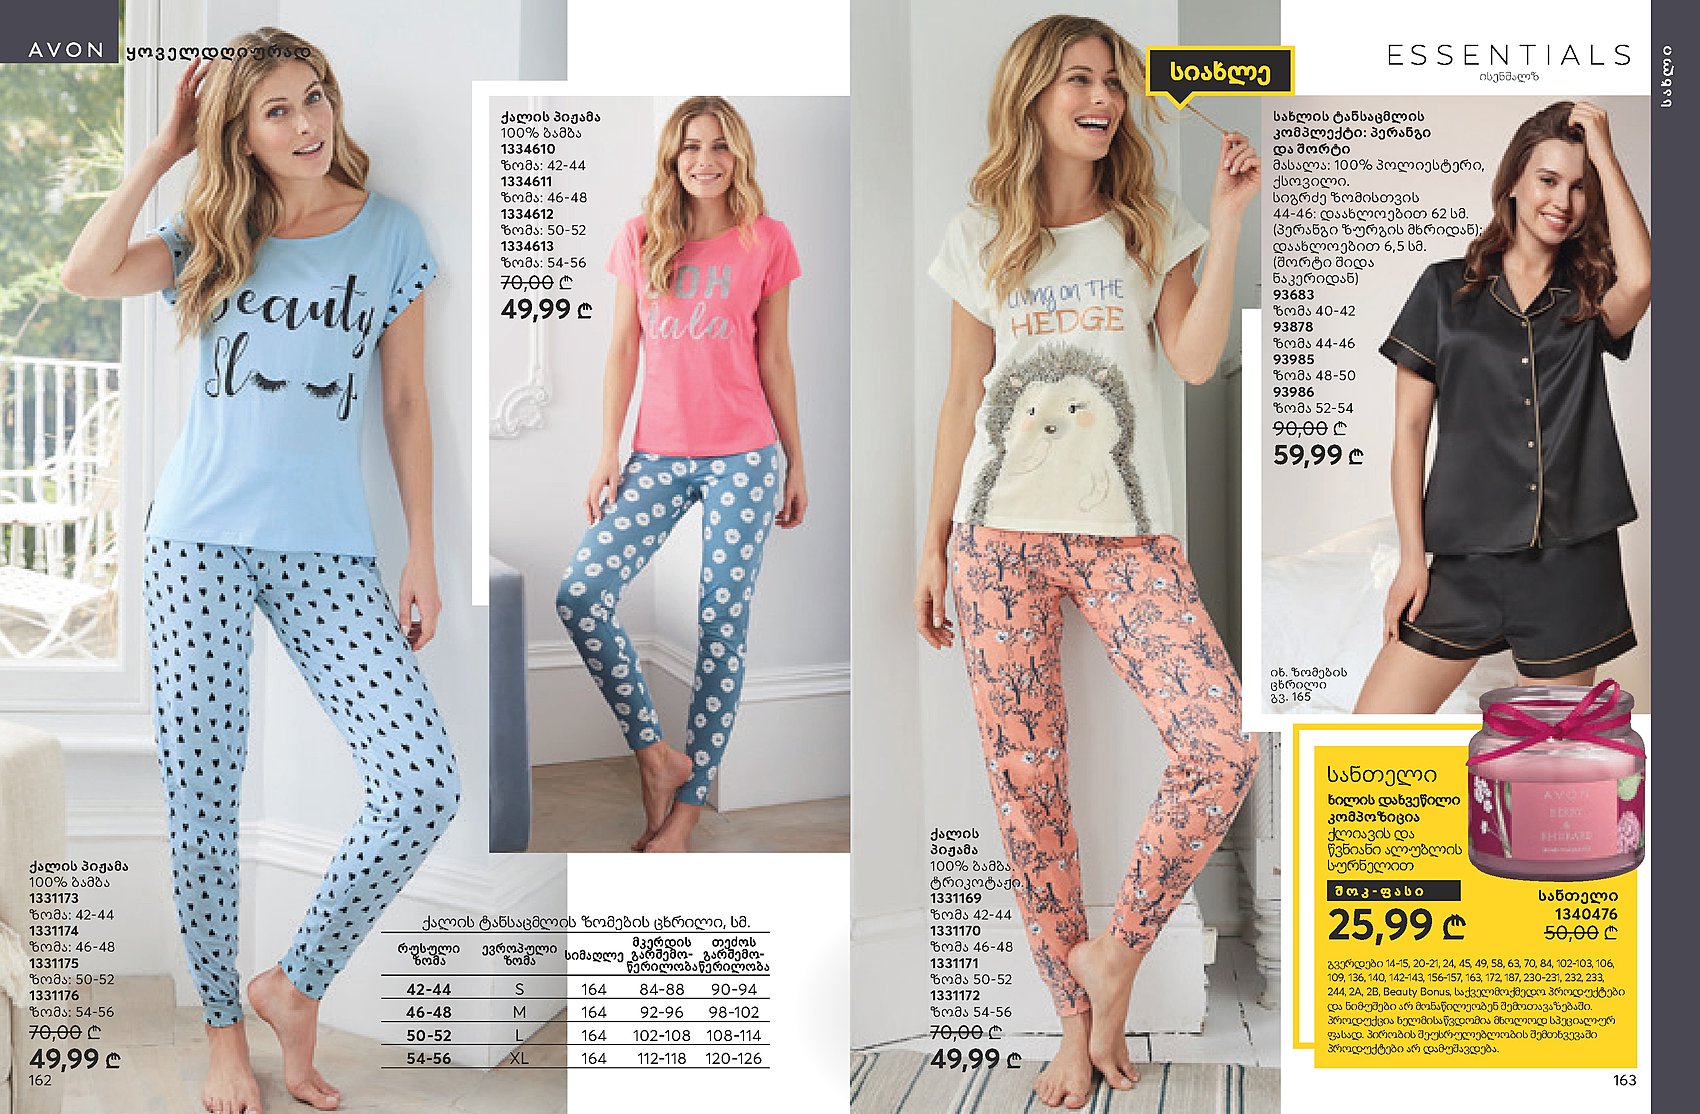 AVON ყოველდღიურად
Beauty
Sl
ქალის პიჟამა
100% ბამბა
1334610
ზომა: 42-44
1334611
ზომა: 46-48
1334612
ზომა: 50-52
1334613
ზომა: 54-56
70,00 ₾
49,99 ₾
OOH
lala
ქალის პიჟამა
100% ბამბა
1331173
ზომა: 42-44
1331174
ზომა: 46-48
1331175
ზომა: 50-52
1331176
ზომა: 54-56
70,00 ₾
49,99 ₾
162
ქალის ტანსაცმლის ზომების ცხრილი, სმ.
რუსული ზომა ევროპული ზომა სიმაღლე მკერდის გარშემო-წერილობა თეძოს გარშემო-წერილობა
42-44 S 164 84-88 90-94
46-48 M 164 92-96 98-102
50-52 L 164 102-108 108-114
54-56 XL 164 112-118 120-126
სიახლე
ESSENTIALS
ისენშალზ
სახლი
LIVING ON THE
HEDGE
სახლის ტანსაცმლის
კომპლექტი: პერანგი
და შორტი
მასალა: 100% პოლიესტერი,
ქსოვილი.
სიგრძე ზომისთვის
44-46: დაახლოებით 62 სმ.
(პერანგი ზურგის მხრიდან);
დაახლოებით 6,5 სმ.
(შორტი შიდა
ნაკერიდან)
93683
ზომა 40-42
93878
ზომა 44-46
93985
ზომა 48-50
93986
ზომა 52-54
90,00 ₾
59,99 ₾
იხ. ზომების
ცხრილი
გვ. 165
ქალის
პიჟამა
100% ბამბა.
ტრიკოტაჟი.
1331169
ზომა 42-44
1331170
ზომა 46-48
1331171
ზომა 50-52
1331172
ზომა 54-56
70,00 ₾
49,99 ₾
სანთელი
ხილის დახვეწილი
კომპოზიცია
ქლიავის და
წვნიანი ალუბლის
სურნელით
შოკ-ფასი
25,99 ₾
AVON
BERRY
&
RHUBARB
სანთელი
1340476
50,00 ₾
გვერდები 14-15, 20-21, 24, 45, 49, 58, 63, 70, 84, 102-103, 106,
109, 136, 140, 142-143, 156-157, 163, 172, 187, 230-231, 232, 233,
244, 2A, 2B, Beauty Bonus, საქველმოქმედო პროდუქტები
და ნიმუშები არ მონაწილეობენ შემოთავაზებაში.
პროდუქცია ხელმისაწვდომია მხოლოდ სპეციალურ
ფასად. პირობის შეუსრულებლობის შემთხვევაში
პროდუქტები არ დამუშავდება.
163